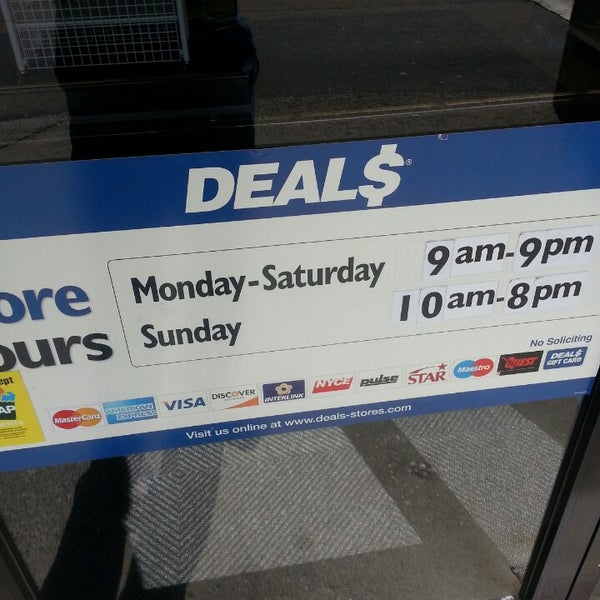 DEAL$®
ore
ours
Monday-Saturday 9am-9pm
Sunday 10am-8pm
No Soliciting
ept
AP
MasterCard AMERICAN EXPRESS VISA DISCOVER INTERLINK NYCE pulse STAR Maestro QUEST DEAL$ GIFT CARD
Visit us online at www.deals-stores.com